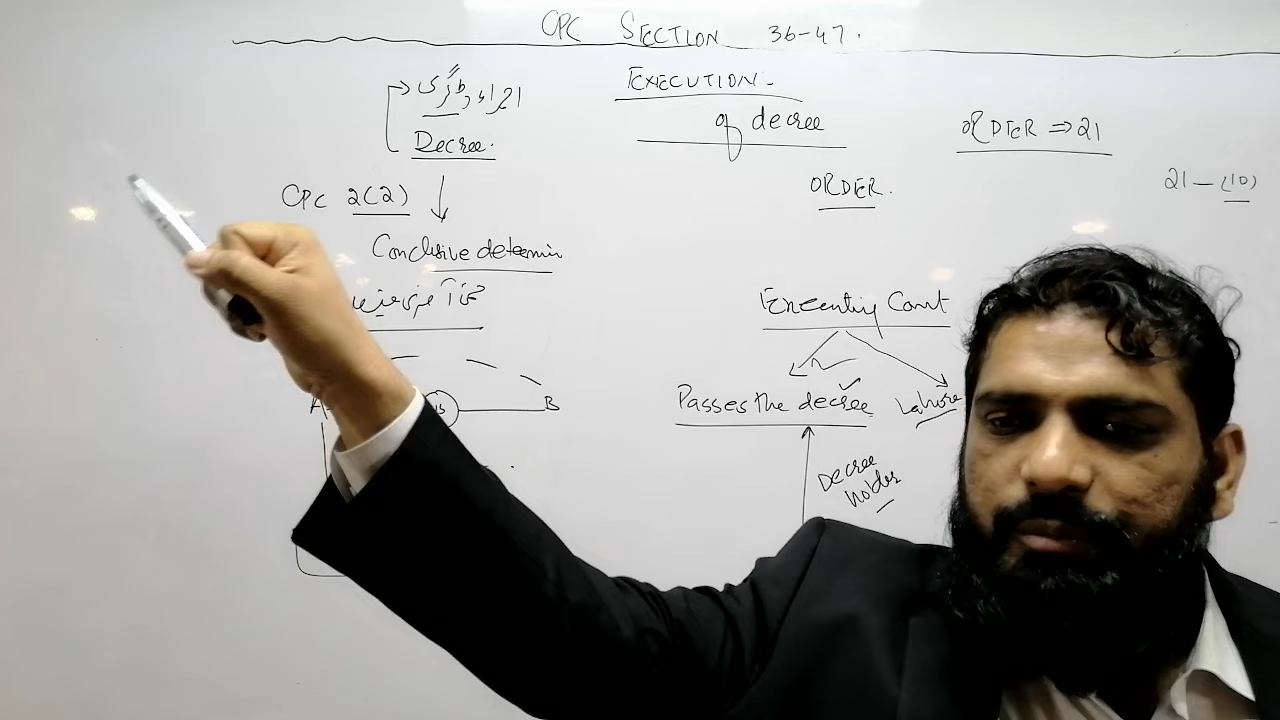 CPC SECTION 36-47.
اجراء ڈگری
EXECUTION.
of decree
Decree.
ORDER ⇒ 21
21 - (10)
CPC 2(2)
ORDER.
Conclusive determin
Executing Court
A
B
Passes the decree
Lahore
Decree
holder